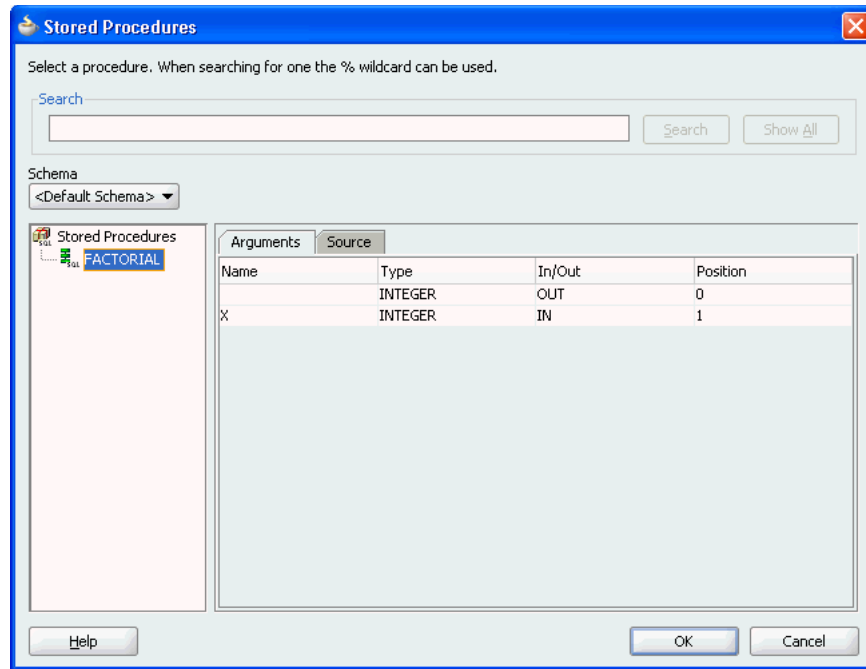 Stored Procedures
Select a procedure. When searching for one the % wildcard can be used.
Search
Search Show All
Schema
<Default Schema>
SQL Stored Procedures
SQL FACTORIAL
Arguments Source
Name Type In/Out Position
INTEGER OUT 0
X INTEGER IN 1
Help OK Cancel